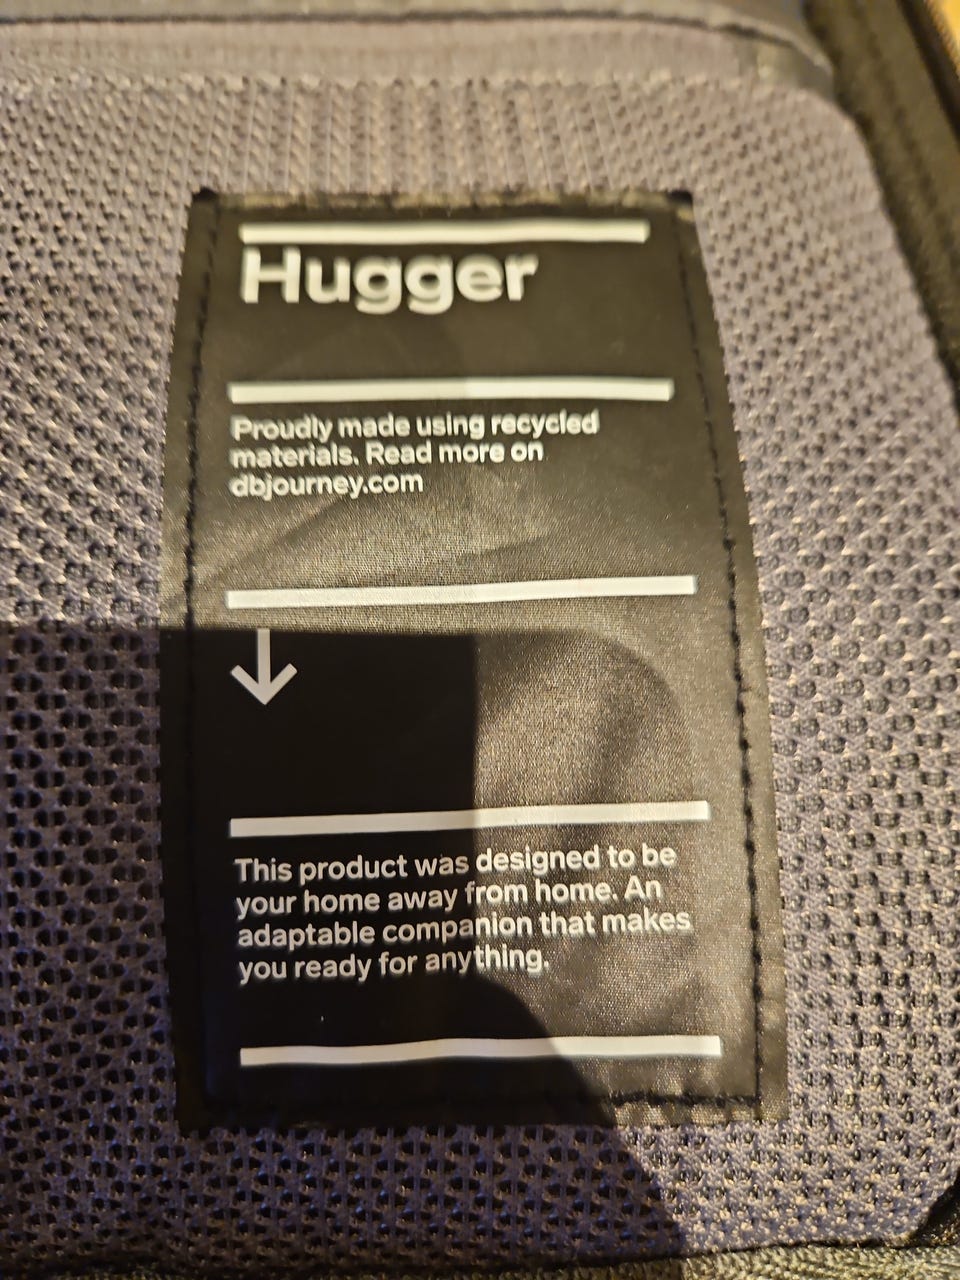 Hugger
Proudly made using recycled
materials. Read more on
dbjourney.com
This product was designed to be
your home away from home. An
adaptable companion that makes
you ready for anything.